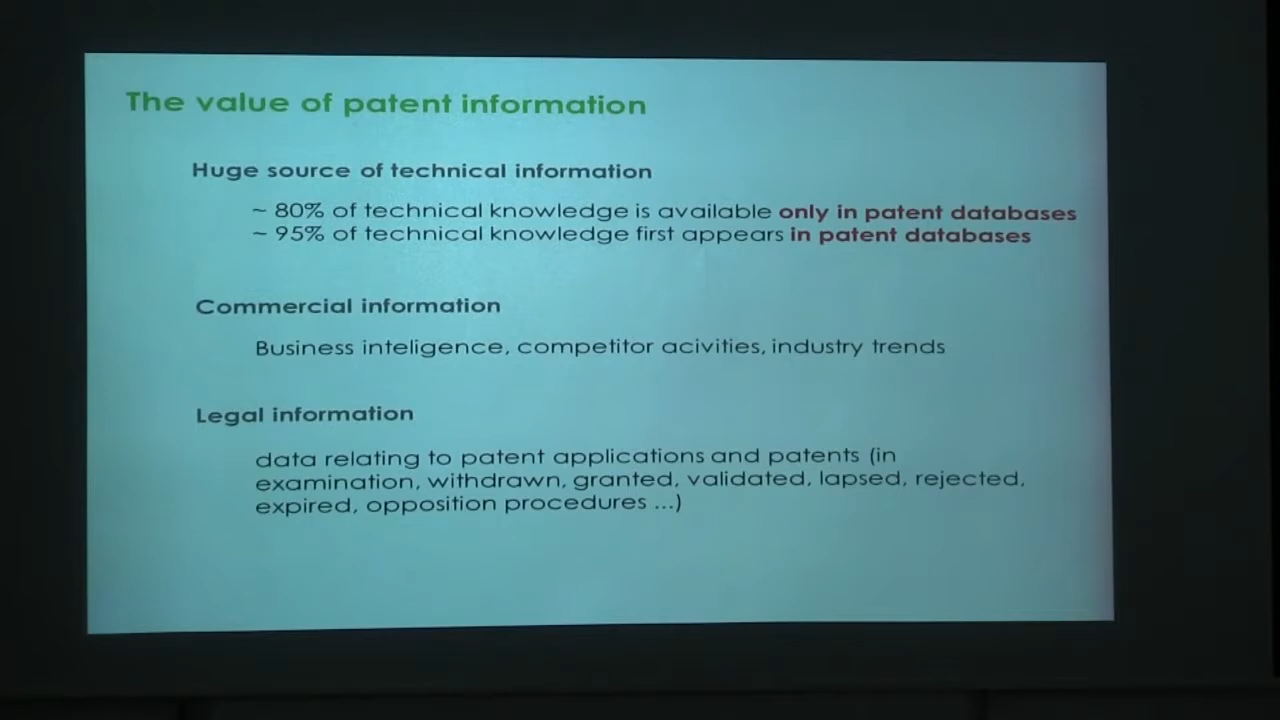 The value of patent information
Huge source of technical information
~ 80% of technical knowledge is available only in patent databases
~ 95% of technical knowledge first appears in patent databases
Commercial information
Business inteligence, competitor acivities, industry trends
Legal information
data relating to patent applications and patents (in
examination, withdrawn, granted, validated, lapsed, rejected,
expired, opposition procedures ...)